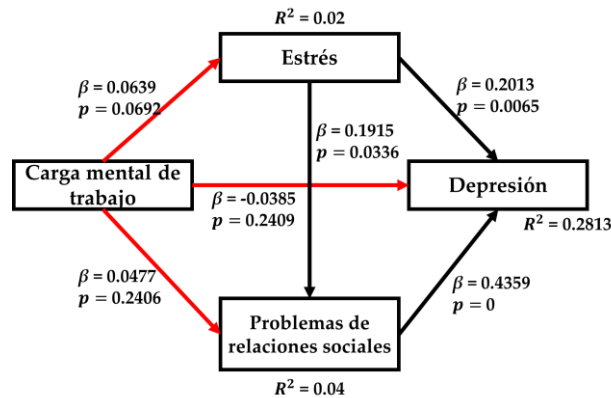 R² = 0.02
Estrés
β = 0.0639
p = 0.0692
β = 0.2013
p = 0.0065
β = 0.1915
p = 0.0336
Carga mental de
trabajo
β = -0.0385
p = 0.2409
Depresión
R² = 0.2813
β = 0.0477
p = 0.2406
β = 0.4359
p = 0
Problemas de
relaciones sociales
R² = 0.04